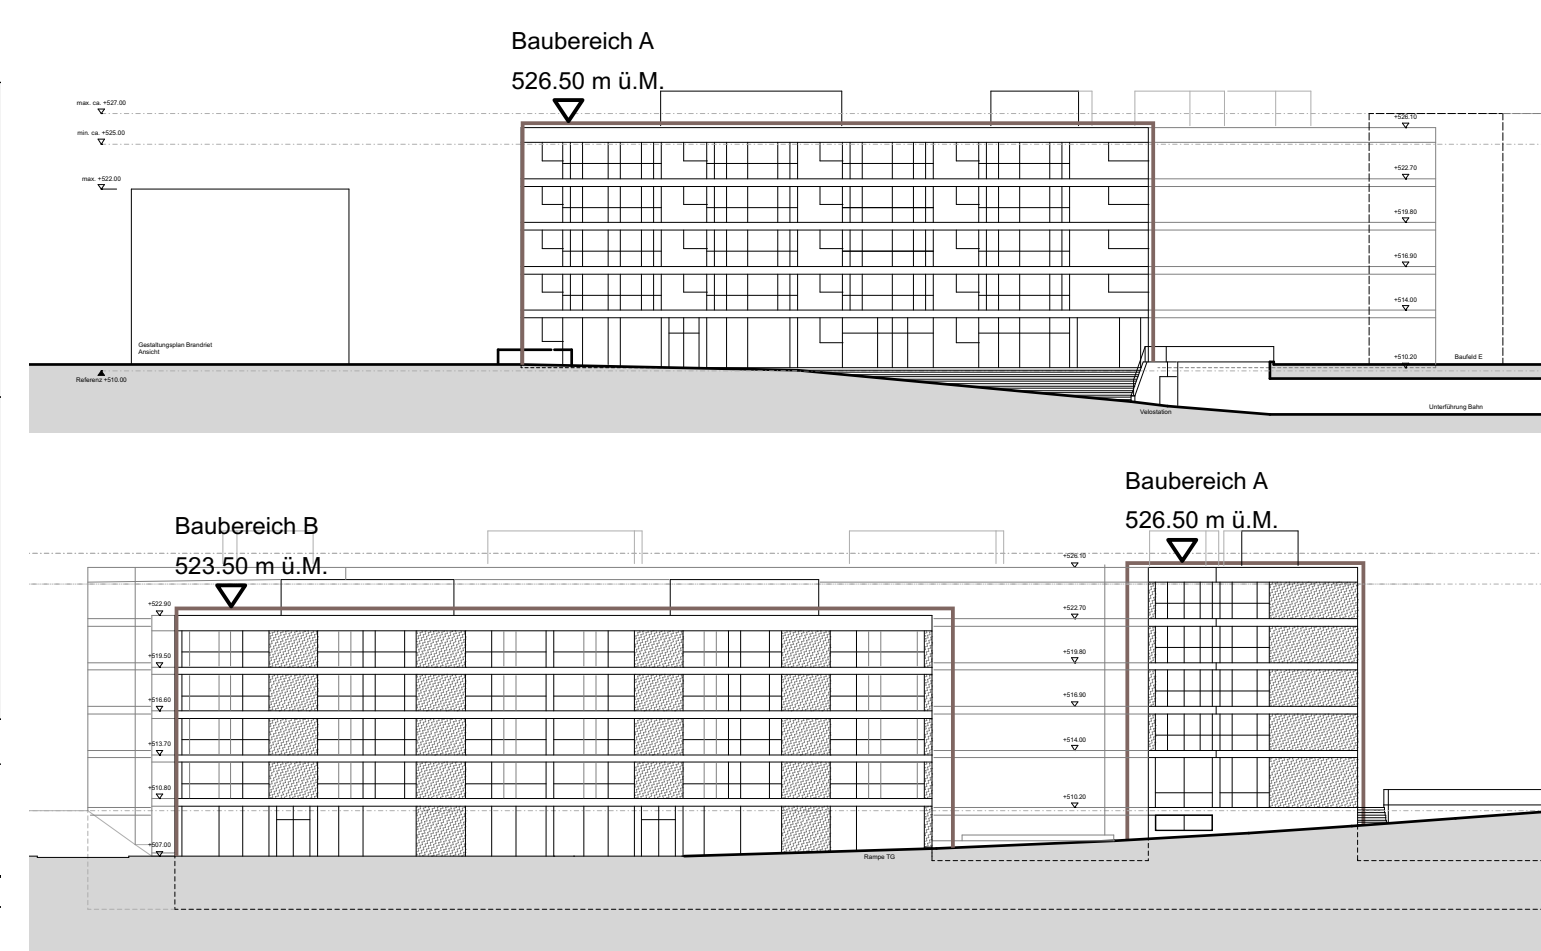 Baubereich A
526.50 m ü.M.
max. ca. +527.00
min. ca. +525.00
max. +522.00
+526.10
+522.70
+519.80
+516.90
+514.00
+510.20
Gestaltungsplan Brandriet
Ansicht
Baufeld E
Referenz +510.00
Velostation
Unterführung Bahn
Baubereich A
526.50 m ü.M.
Baubereich B
523.50 m ü.M.
+526.10
+522.90
+522.70
+519.50
+519.80
+516.60
+516.90
+513.70
+514.00
+510.80
+510.20
+507.00
Rampe TG